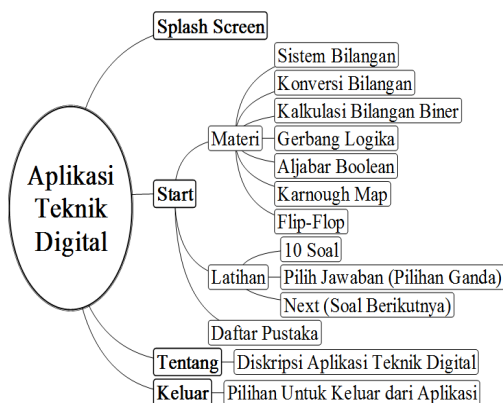 Aplikasi
Teknik
Digital
Splash Screen
Start
Materi
Sistem Bilangan
Konversi Bilangan
Kalkulasi Bilangan Biner
Gerbang Logika
Aljabar Boolean
Karnough Map
Flip-Flop
Latihan
10 Soal
Pilih Jawaban (Pilihan Ganda)
Next (Soal Berikutnya)
Daftar Pustaka
Tentang
Diskripsi Aplikasi Teknik Digital
Keluar
Pilihan Untuk Keluar dari Aplikasi